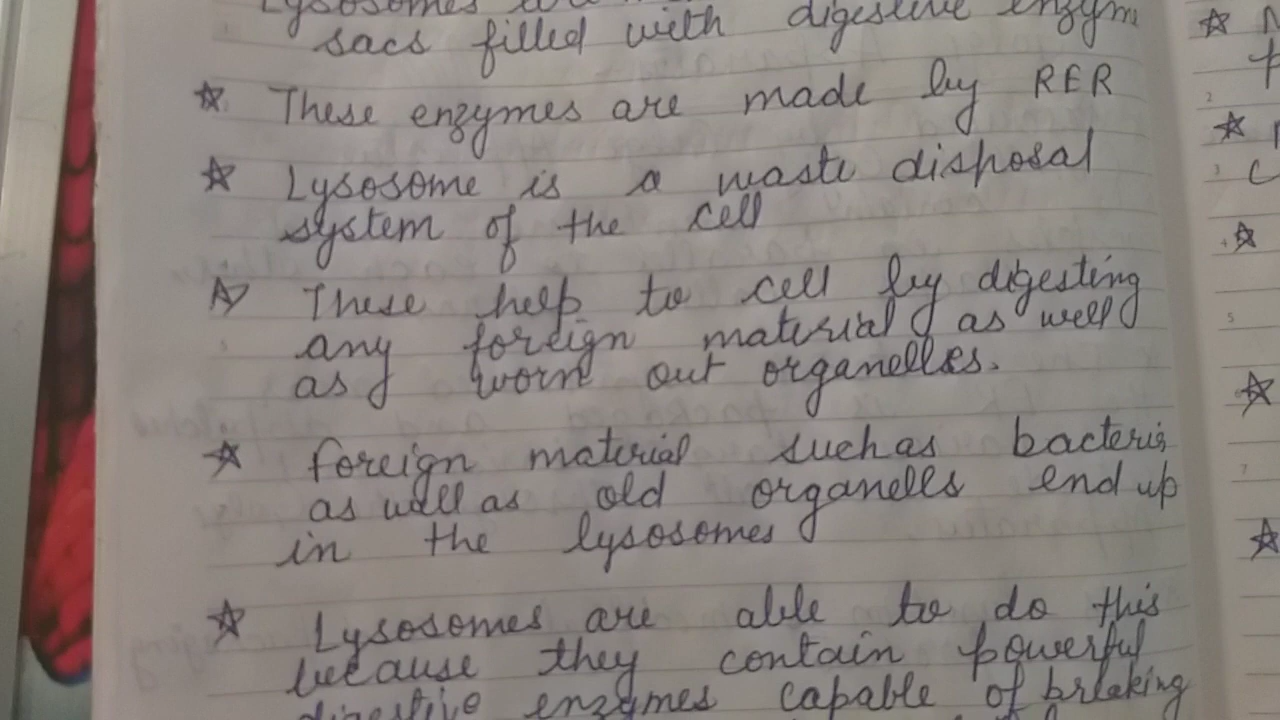 Lysosomes are
sacs filled with digestive enzym
☆ These enzymes are made by RER
☆ Lysosome is a waste disposal
system of the cell
☆ These help to cell by digesting
any foreign material as well
as worn out organelles.
☆ foreign material such as bacteria
as well as old organells end up
in the lysosomes
☆ Lysosomes are able to do this
because they contain powerful
digestive enzymes capable of breaking